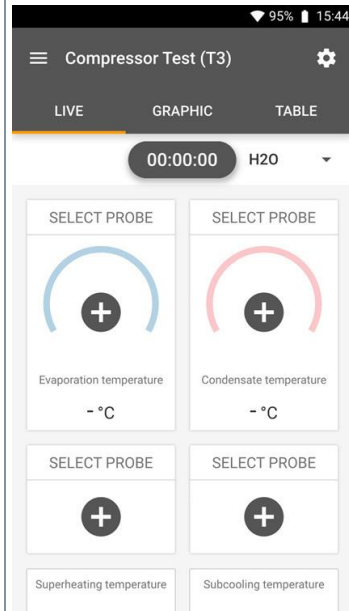 95% 15:44
Compressor Test (T3)
LIVE GRAPHIC TABLE
00:00:00 H2O
SELECT PROBE SELECT PROBE
Evaporation temperature Condensate temperature
- °C - °C
SELECT PROBE SELECT PROBE
Superheating temperature Subcooling temperature